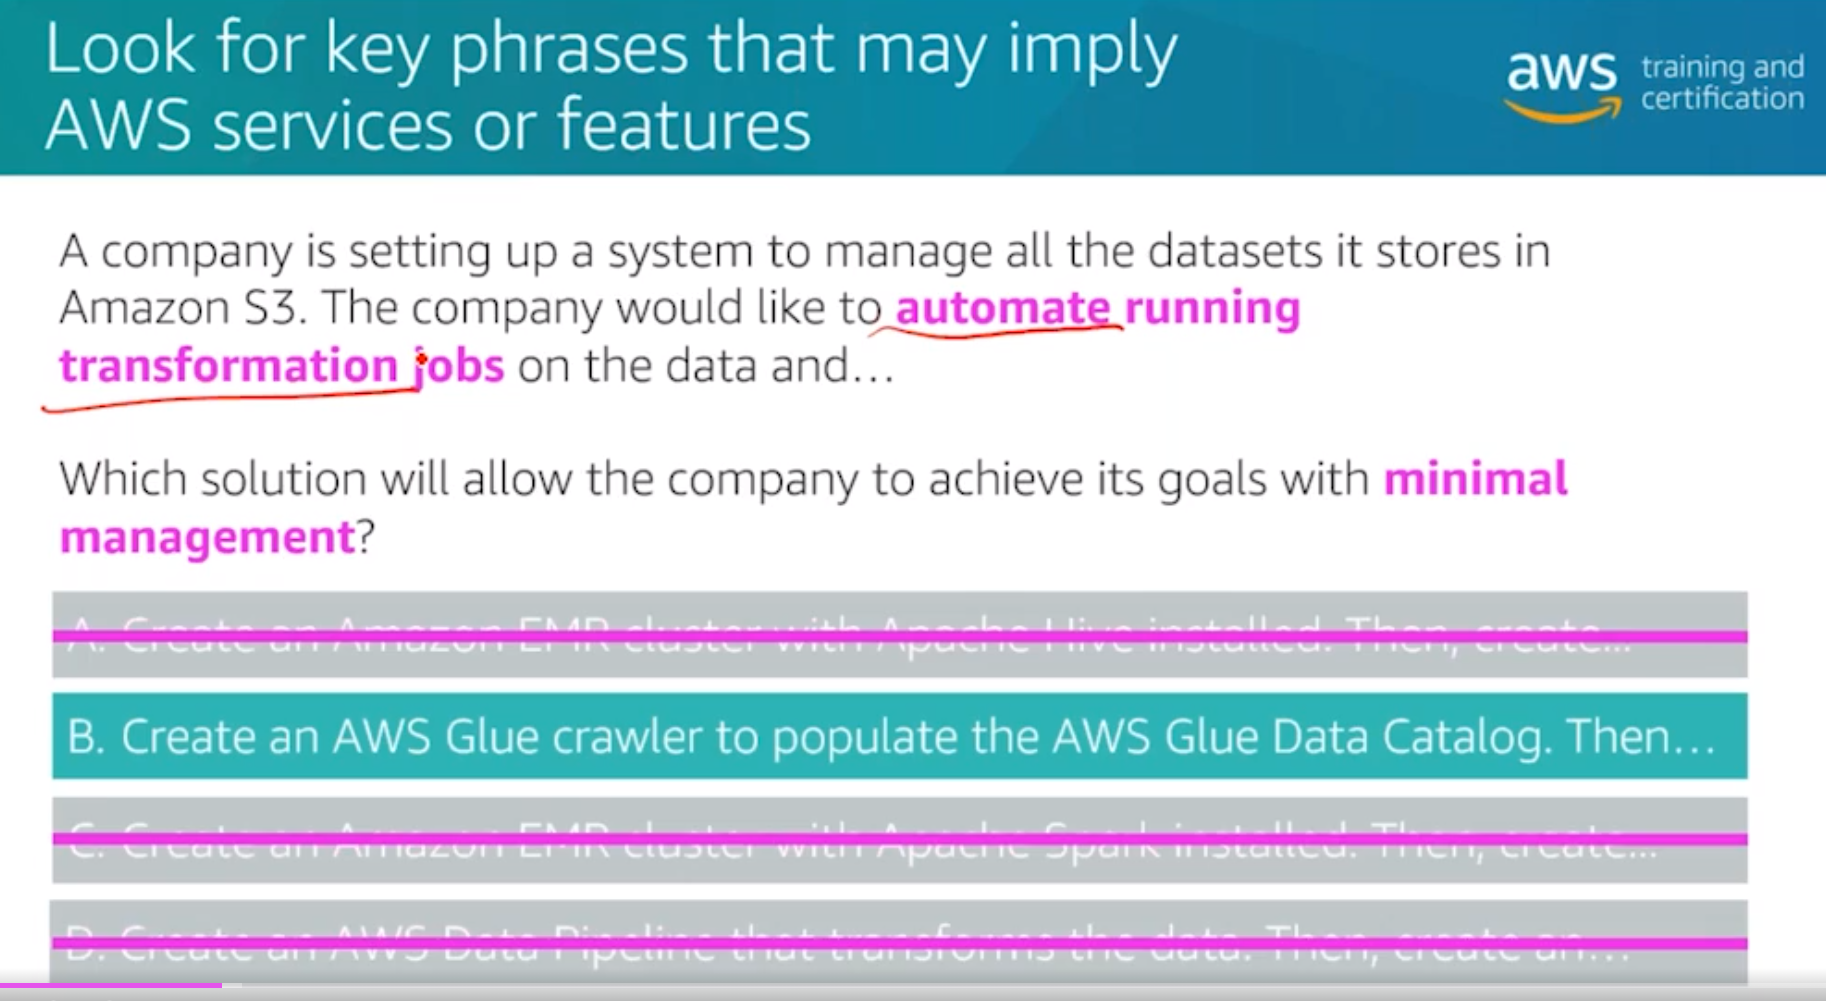 Look for key phrases that may imply
AWS services or features
aws training and
certification
A company is setting up a system to manage all the datasets it stores in
Amazon S3. The company would like to automate running
transformation jobs on the data and...
Which solution will allow the company to achieve its goals with minimal
management?
A. Create an Amazon EMR cluster with Apache Hive installed. Then, create...
B. Create an AWS Glue crawler to populate the AWS Glue Data Catalog. Then...
C. Create an Amazon EMR cluster with Apache Spark installed. Then, create...
D. Create an AWS Data Pipeline that transforms the data. Then, create an...